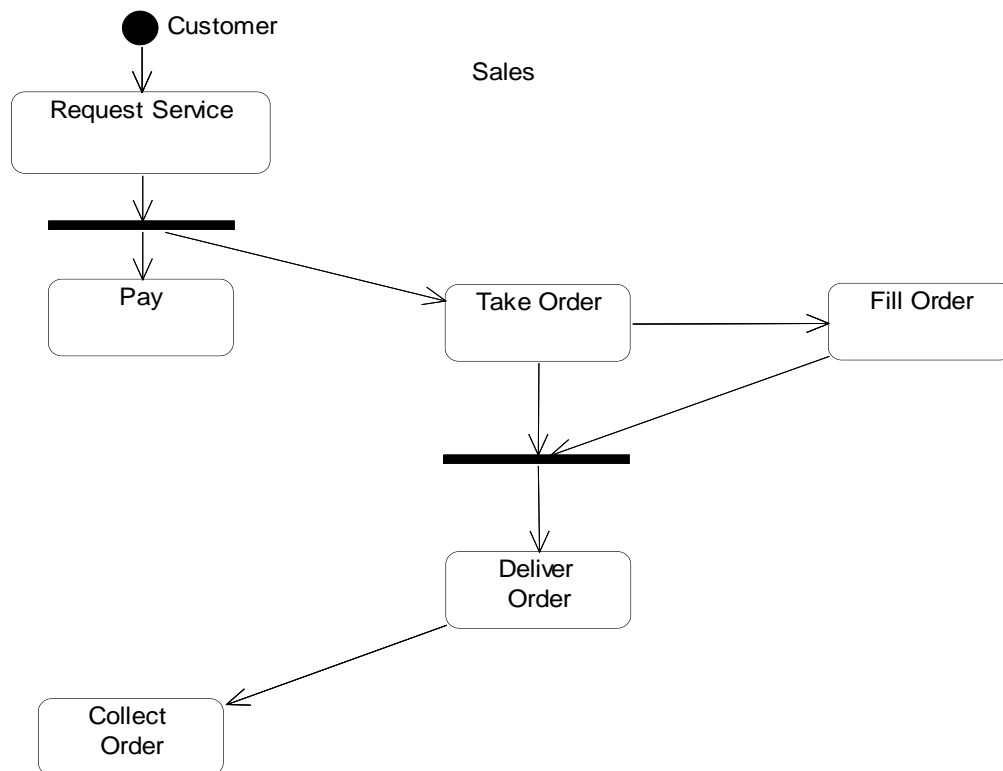 Customer
Sales
Request Service
Pay
Take Order
Fill Order
Deliver
Order
Collect
Order